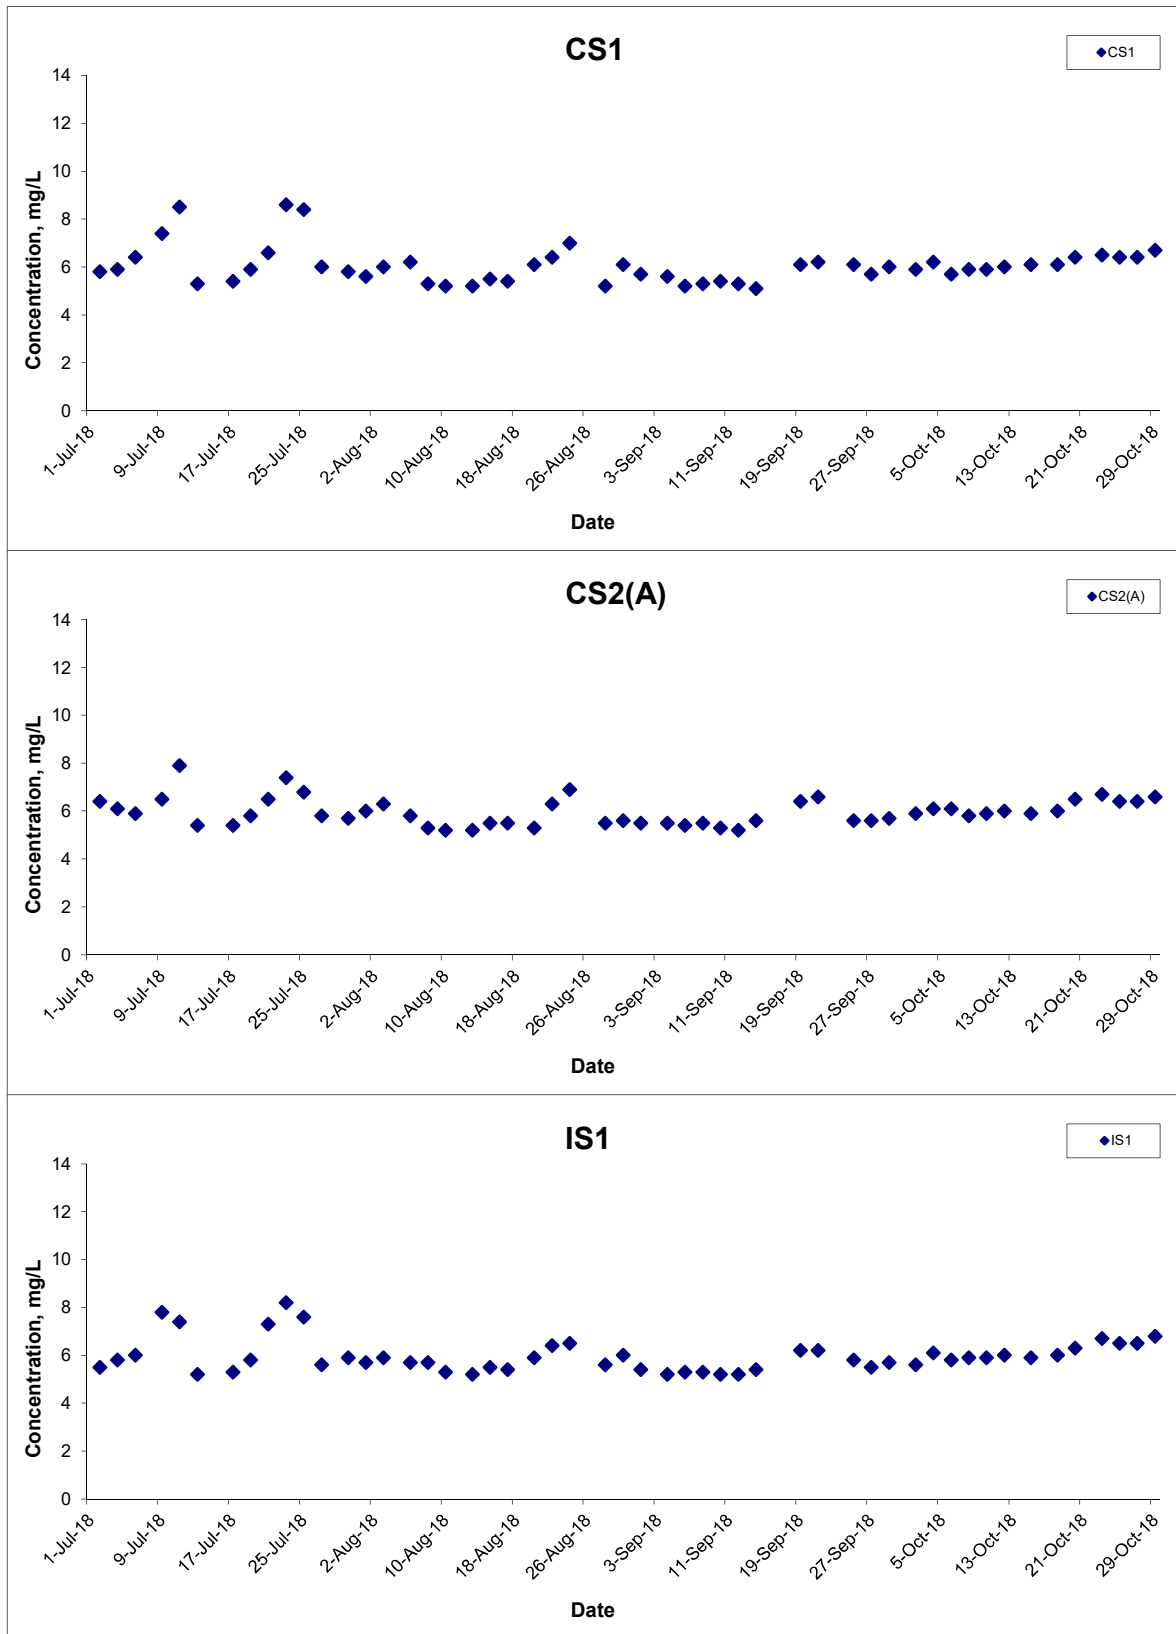 CS1
CS1
14
12
10
8
6
4
2
0
Concentration, mg/L
1-Jul-18
9-Jul-18
17-Jul-18
25-Jul-18
2-Aug-18
10-Aug-18
18-Aug-18
26-Aug-18
3-Sep-18
11-Sep-18
19-Sep-18
27-Sep-18
5-Oct-18
13-Oct-18
21-Oct-18
29-Oct-18
Date
CS2(A)
CS2(A)
14
12
10
8
6
4
2
0
Concentration, mg/L
1-Jul-18
9-Jul-18
17-Jul-18
25-Jul-18
2-Aug-18
10-Aug-18
18-Aug-18
26-Aug-18
3-Sep-18
11-Sep-18
19-Sep-18
27-Sep-18
5-Oct-18
13-Oct-18
21-Oct-18
29-Oct-18
Date
IS1
IS1
14
12
10
8
6
4
2
0
Concentration, mg/L
1-Jul-18
9-Jul-18
17-Jul-18
25-Jul-18
2-Aug-18
10-Aug-18
18-Aug-18
26-Aug-18
3-Sep-18
11-Sep-18
19-Sep-18
27-Sep-18
5-Oct-18
13-Oct-18
21-Oct-18
29-Oct-18
Date